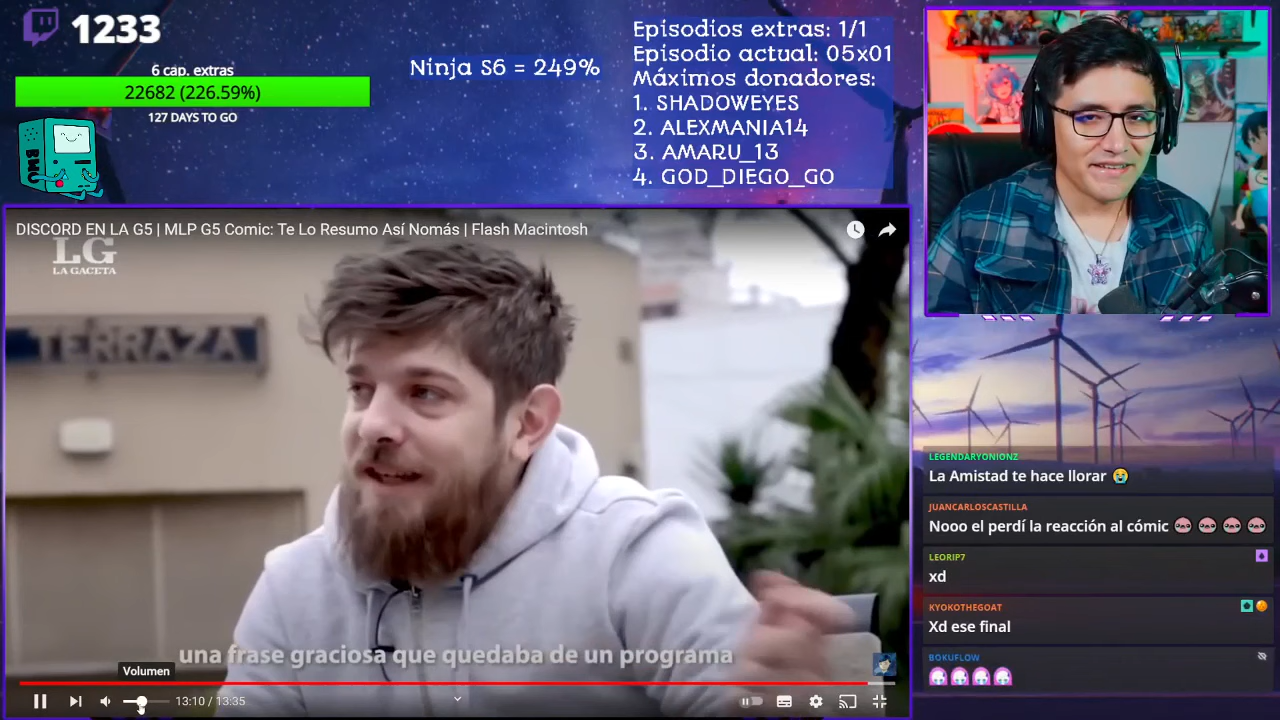 1233
6 cap. extras
22682 (226.59%)
127 DAYS TO GO
BMO
Ninja S6 = 249%
Episodios extras: 1/1
Episodio actual: 05x01
Máximos donadores:
1. SHADOWEYES
2. ALEXMANIA14
3. AMARU_13
4. GOD_DIEGO_GO
DISCORD EN LA G5 | MLP G5 Comic: Te Lo Resumo Así Nomás | Flash Macintosh
LG
LA GACETA
TERRAZA
una frase graciosa que quedaba de un programa
Volumen
13:10 / 13:35
LEGENDARYONIONZ
La Amistad te hace llorar 😭
JUANCARLOSCASTILLA
Nooo el perdí la reacción al cómic
LEORIP7
xd
KYOKOTHEGOAT
Xd ese final
BOKUFLOW